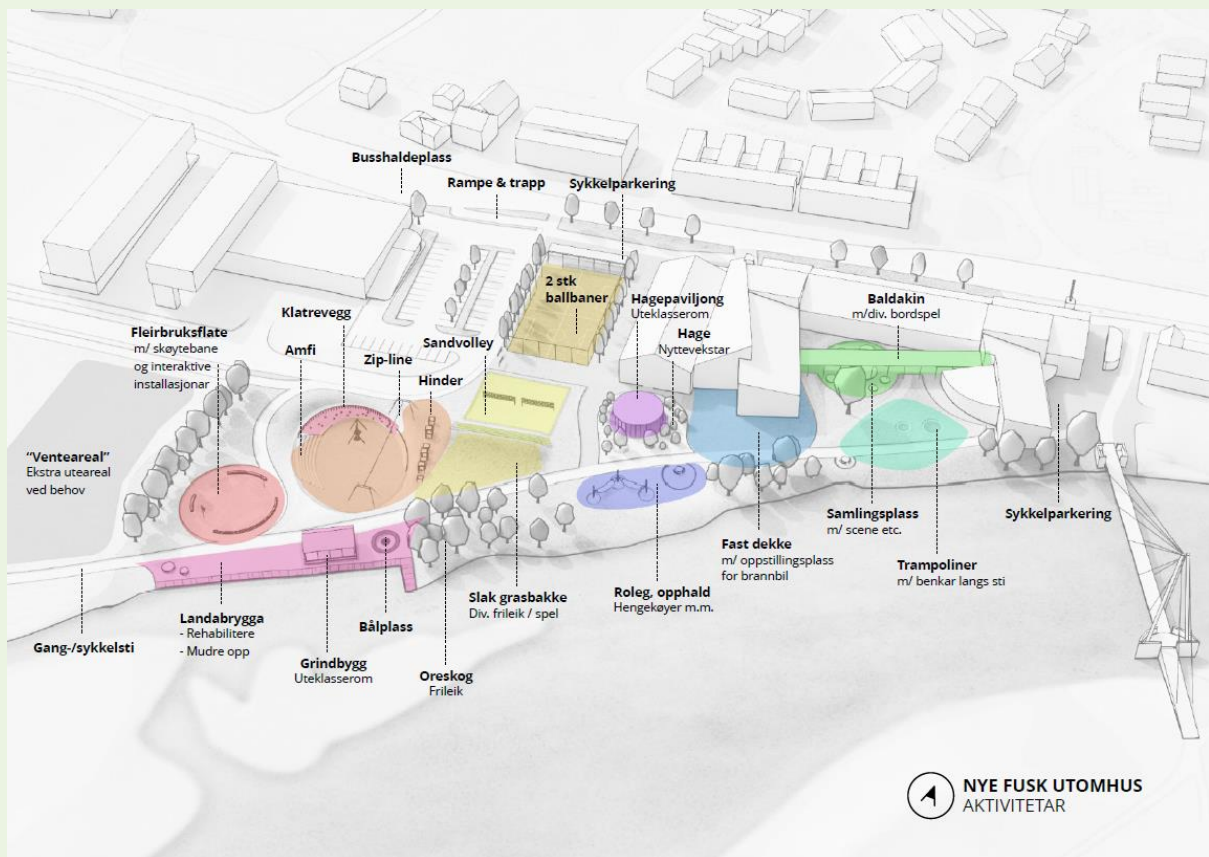 Busshaldeplass
Rampe & trapp
Sykkelparkering
2 stk
ballbaner
Hagepaviljong
Uteklasserom
Hage
Nyttevekstar
Baldakin
m/div. bordspel
Klatrevegg
Fleirbruksflate
m/ skøytebane
og interaktive
installasjonar
Amfi
Zip-line
Sandvolley
Hinder
"Venteareal"
Ekstra uteareal
ved behov
Samlingsplass
m/ scene etc.
Sykkelparkering
Fast dekke
m/ oppstillingsplass
for brannbil
Trampoliner
m/ benkar langs sti
Slak grasbakke
Div. frileik / spel
Roleg, opphald
Hengekøyer m.m.
Landabrygga
- Rehabilitere
- Mudre opp
Bålplass
Gang-/sykkelsti
Grindbygg
Uteklasserom
Oreskog
Frileik
NYE FUSK UTOMHUS
AKTIVITETAR